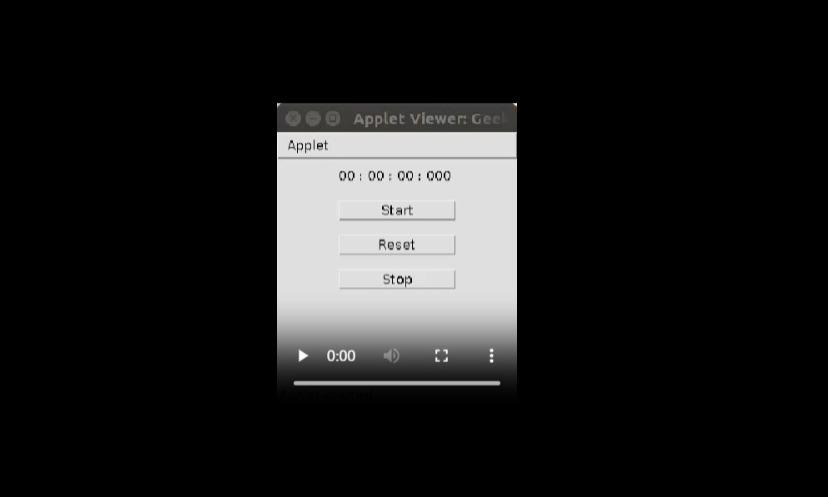 Applet Viewer: Geek
Applet
00 : 00 : 00 : 000
Start
Reset
Stop
0:00